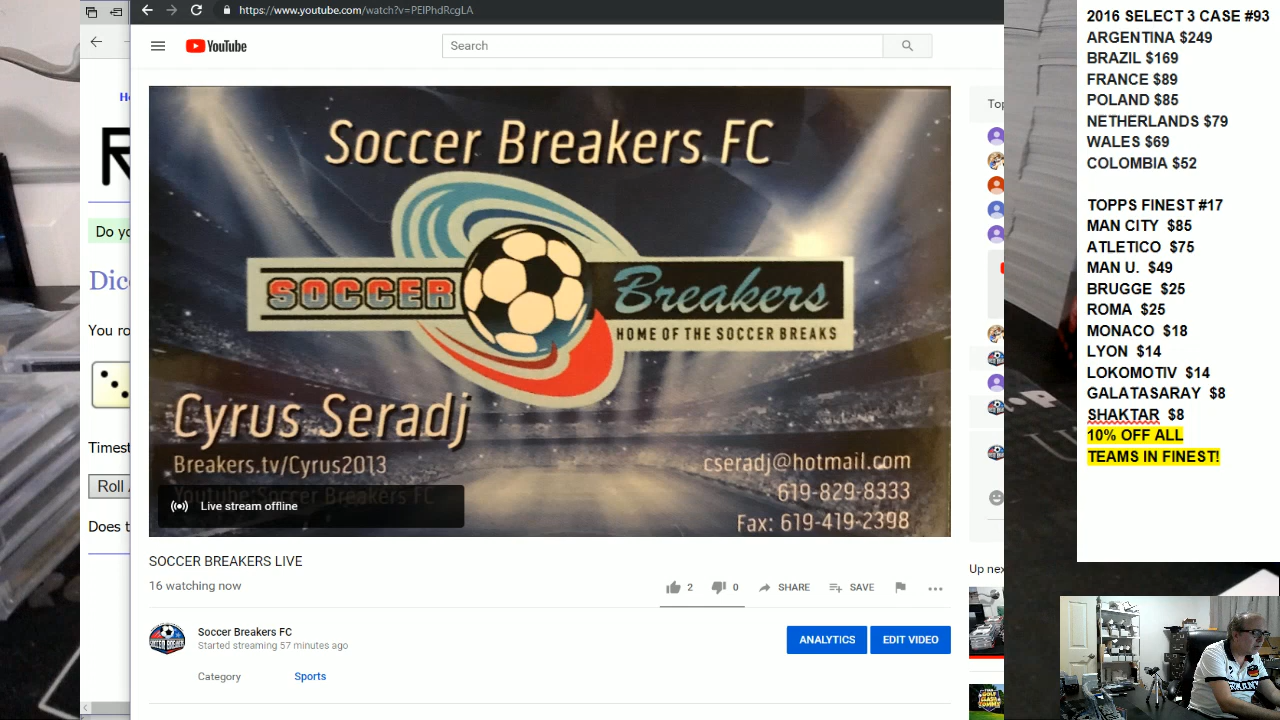 https://www.youtube.com/watch?v=PEIPhdRcgLA
YouTube
Search
Soccer Breakers FC
SOCCER Breakers
HOME OF THE SOCCER BREAKS
Cyrus Seradj
Breakers.tv/Cyrus2013
Youtube: Soccer Breakers FC
cseradj@hotmail.com
619-829-8333
Fax: 619-419-2398
Live stream offline
SOCCER BREAKERS LIVE
16 watching now
2 0 SHARE SAVE
Soccer Breakers FC
Started streaming 57 minutes ago
ANALYTICS EDIT VIDEO
Category Sports
Do yo
Dic
You ro
Timest
Roll
Does t
Top
Up nex
2016 SELECT 3 CASE #93
ARGENTINA $249
BRAZIL $169
FRANCE $89
POLAND $85
NETHERLANDS $79
WALES $69
COLOMBIA $52
TOPPS FINEST #17
MAN CITY $85
ATLETICO $75
MAN U. $49
BRUGGE $25
ROMA $25
MONACO $18
LYON $14
LOKOMOTIV $14
GALATASARAY $8
SHAKTAR $8
10% OFF ALL
TEAMS IN FINEST!